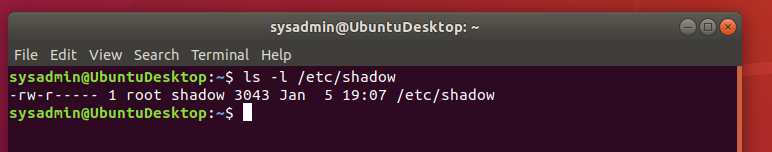 sysadmin@UbuntuDesktop: ~
File Edit View Search Terminal Help
sysadmin@UbuntuDesktop:~$ ls -l /etc/shadow
-rw-r----- 1 root shadow 3043 Jan  5 19:07 /etc/shadow
sysadmin@UbuntuDesktop:~$